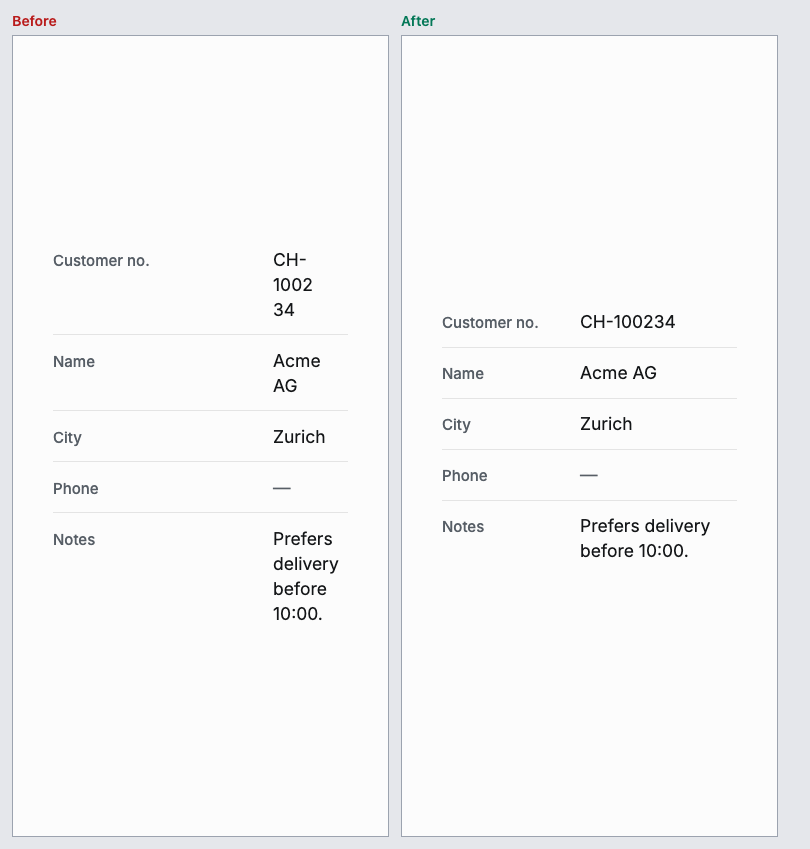 Before
Customer no.
CH-
1002
34
Name
Acme
AG
City
Zurich
Phone
—
Notes
Prefers
delivery
before
10:00.
After
Customer no.
CH-100234
Name
Acme AG
City
Zurich
Phone
—
Notes
Prefers delivery
before 10:00.